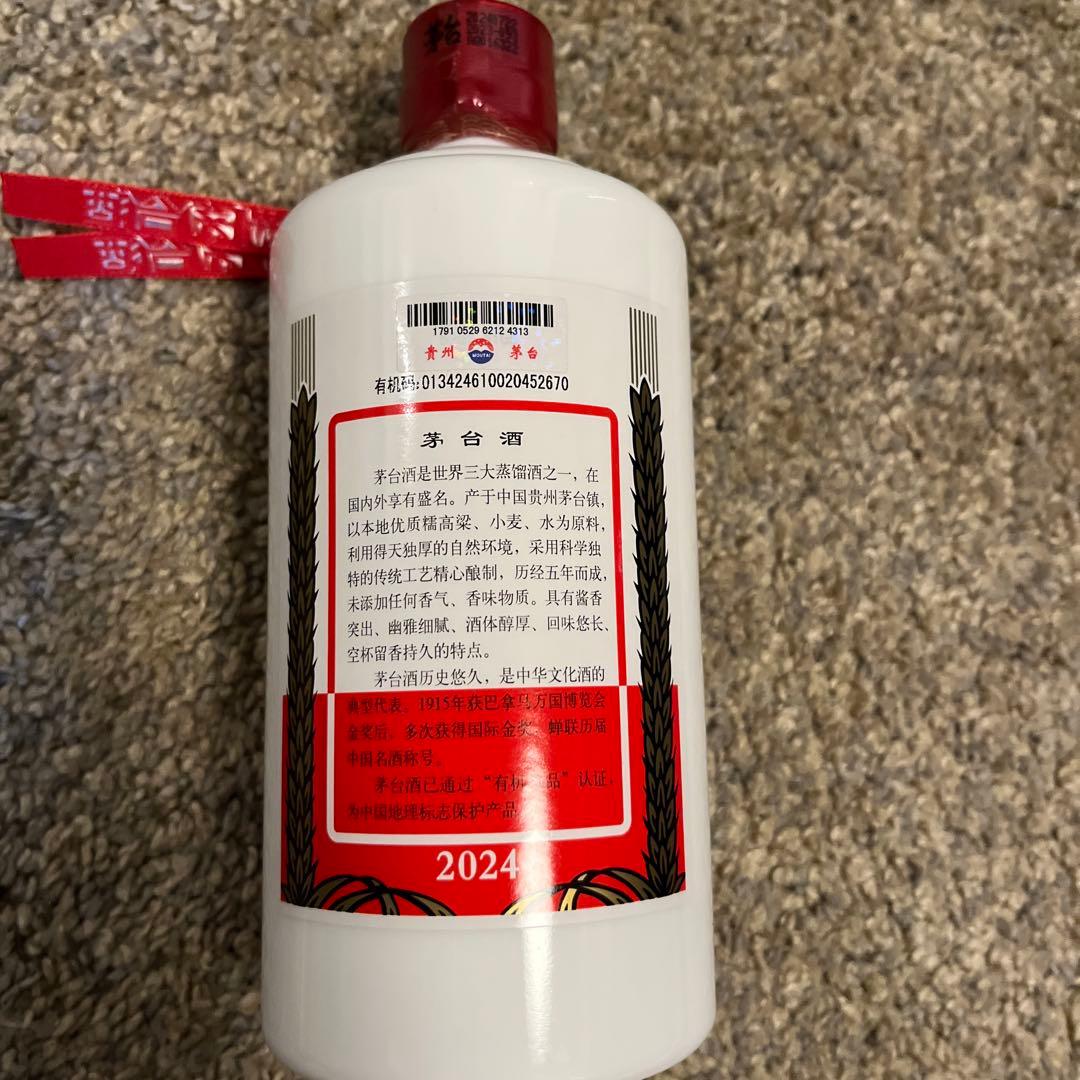 茅台
1791 0529 6212 4313
贵州 MOUTAI 茅台
有机码:013424610020452670
茅台酒
茅台酒是世界三大蒸馏酒之一，在
国内外享有盛名。产于中国贵州茅台镇，
以本地优质糯高粱、小麦、水为原料，
利用得天独厚的自然环境，采用科学独
特的传统工艺精心酿制，历经五年而成，
未添加任何香气、香味物质。具有酱香
突出、幽雅细腻、酒体醇厚、回味悠长、
空杯留香持久的特点。
茅台酒历史悠久，是中华文化酒的
典型代表。1915年获巴拿马万国博览会
金奖后，多次获得国际金奖，蝉联历届
中国名酒称号。
茅台酒已通过“有机 品”认证，
为中国地理标志保护产品
2024